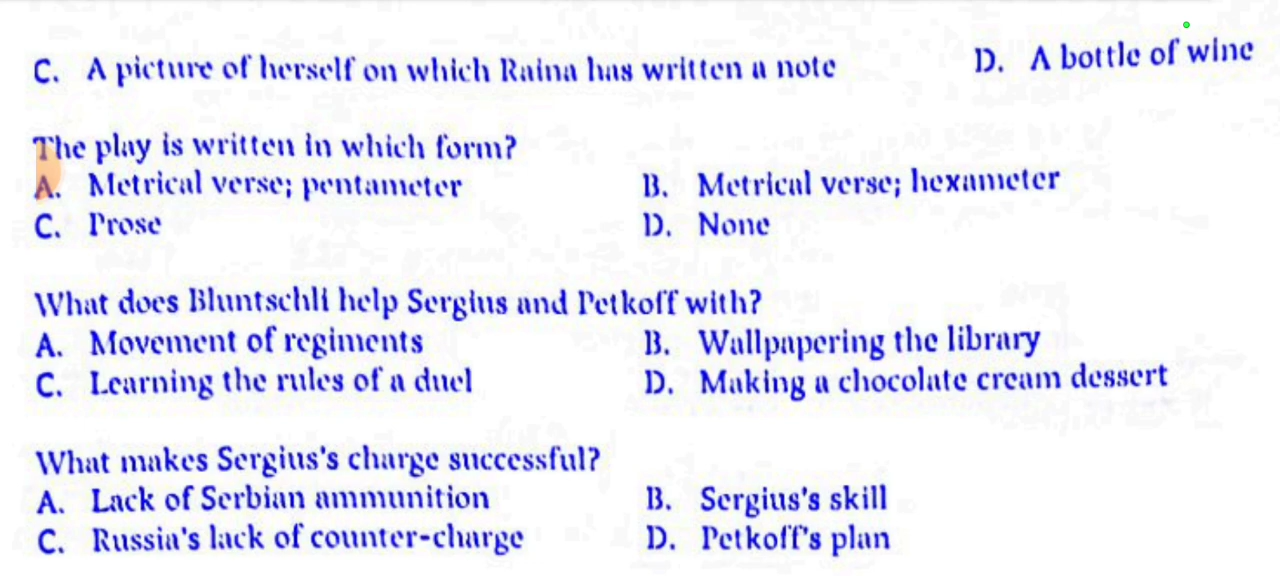 C. A picture of herself on which Raina has written a note D. A bottle of wine
The play is written in which form?
A. Metrical verse; pentameter B. Metrical verse; hexameter
C. Prose D. None
What does Bluntschli help Sergius and Petkoff with?
A. Movement of regiments B. Wallpapering the library
C. Learning the rules of a duel D. Making a chocolate cream dessert
What makes Sergius's charge successful?
A. Lack of Serbian ammunition B. Sergius's skill
C. Russia's lack of counter-charge D. Petkoff's plan